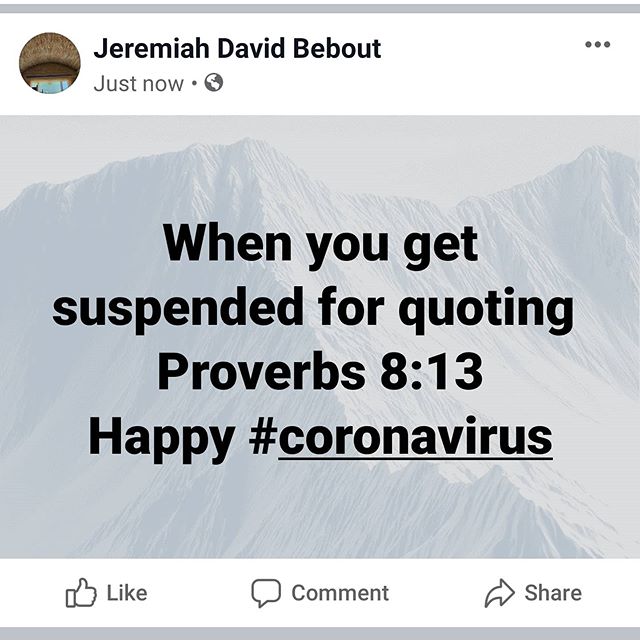 Jeremiah David Bebout
Just now •
When you get
suspended for quoting
Proverbs 8:13
Happy #coronavirus
Like Comment Share